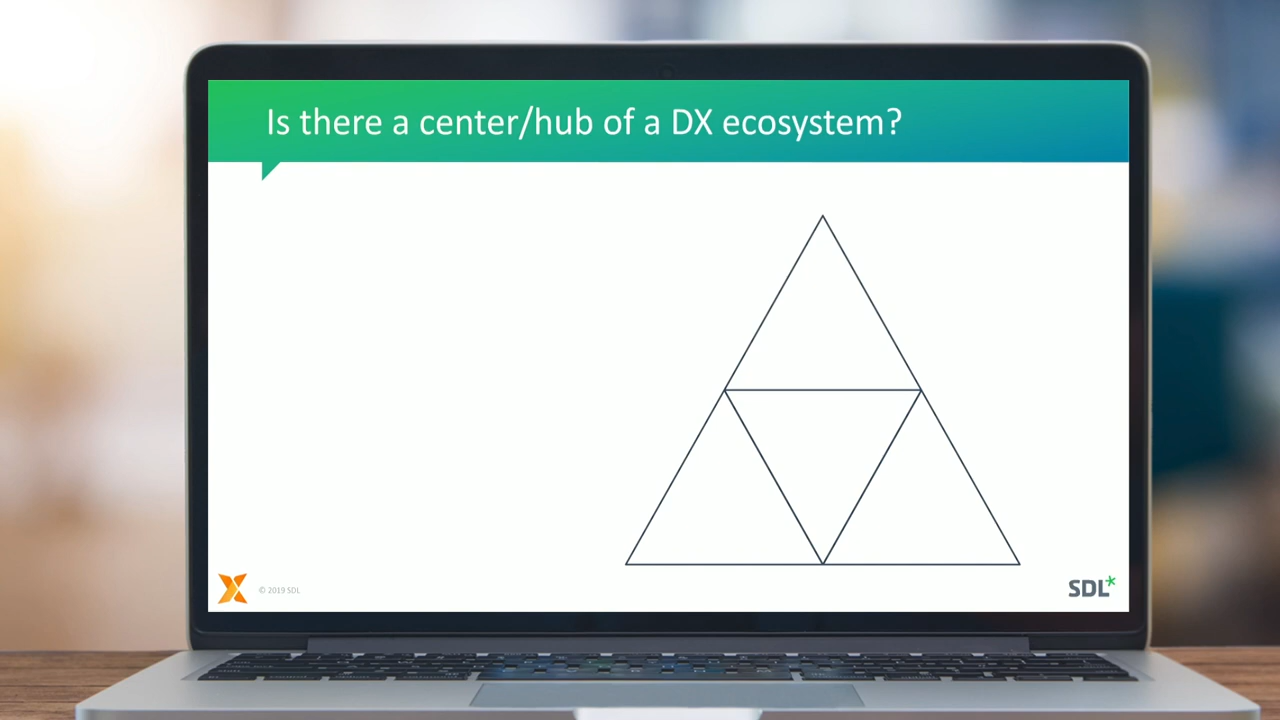 Is there a center/hub of a DX ecosystem?
© 2019 SDL
SDL*